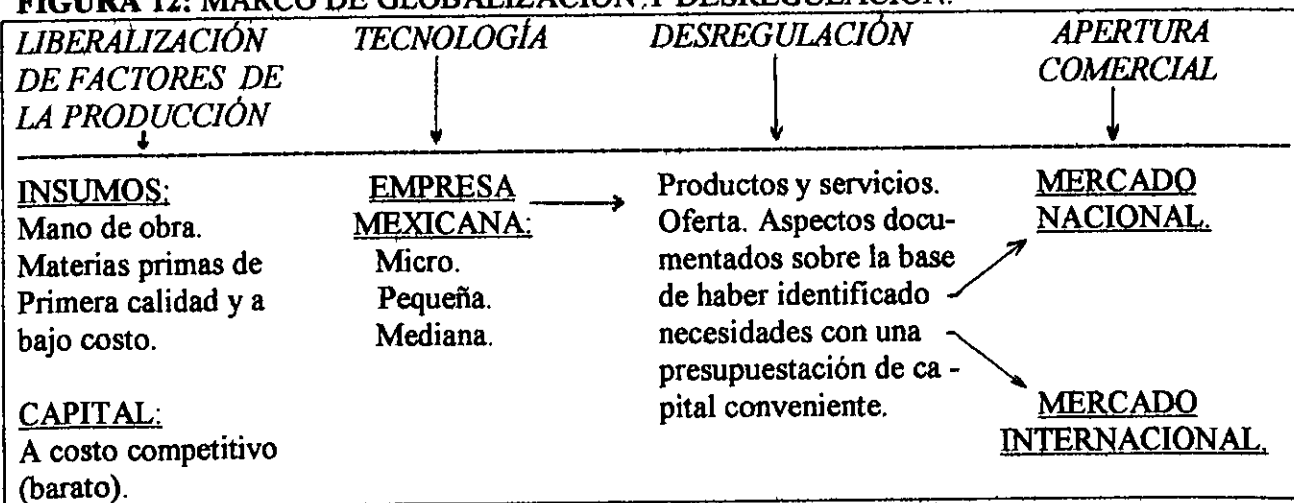 FIGURA 12: MARCO DE GLOBALIZACIÓN Y DESREGULACIÓN.
LIBERALIZACIÓN
DE FACTORES DE
LA PRODUCCIÓN
TECNOLOGÍA
DESREGULACIÓN
APERTURA
COMERCIAL
INSUMOS:
Mano de obra.
Materias primas de
Primera calidad y a
bajo costo.
CAPITAL:
A costo competitivo
(barato).
EMPRESA
MEXICANA:
Micro.
Pequeña.
Mediana.
Productos y servicios.
Oferta. Aspectos docu-
mentados sobre la base
de haber identificado
necesidades con una
presupuestación de ca -
pital conveniente.
MERCADO
NACIONAL.
MERCADO
INTERNACIONAL.